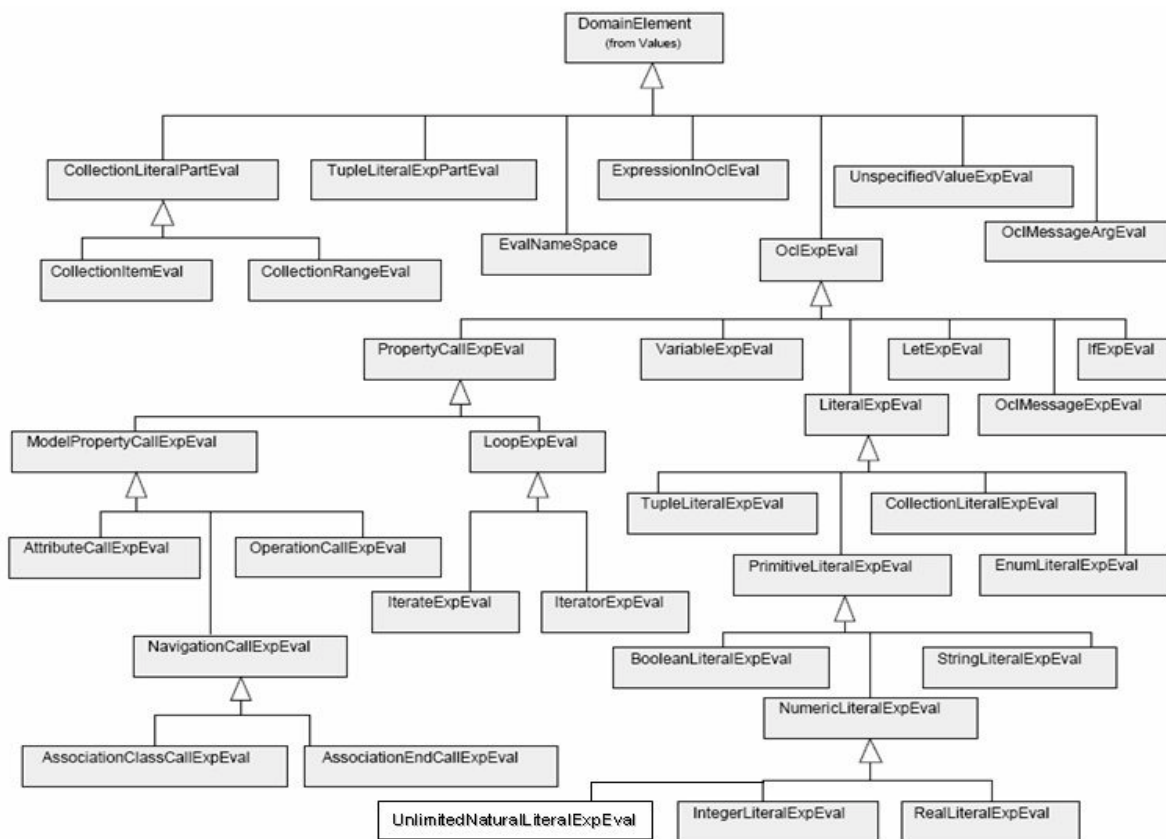 DomainElement
(from Values)
CollectionLiteralPartEval
TupleLiteralExpPartEval
ExpressionInOclEval
UnspecifiedValueExpEval
EvalNameSpace
OclExpEval
OclMessageArgEval
CollectionItemEval
CollectionRangeEval
PropertyCallExpEval
VariableExpEval
LetExpEval
IfExpEval
LiteralExpEval
OclMessageExpEval
ModelPropertyCallExpEval
LoopExpEval
TupleLiteralExpEval
CollectionLiteralExpEval
AttributeCallExpEval
OperationCallExpEval
PrimitiveLiteralExpEval
EnumLiteralExpEval
IterateExpEval
IteratorExpEval
NavigationCallExpEval
BooleanLiteralExpEval
StringLiteralExpEval
NumericLiteralExpEval
AssociationClassCallExpEval
AssociationEndCallExpEval
UnlimitedNaturalLiteralExpEval
IntegerLiteralExpEval
RealLiteralExpEval